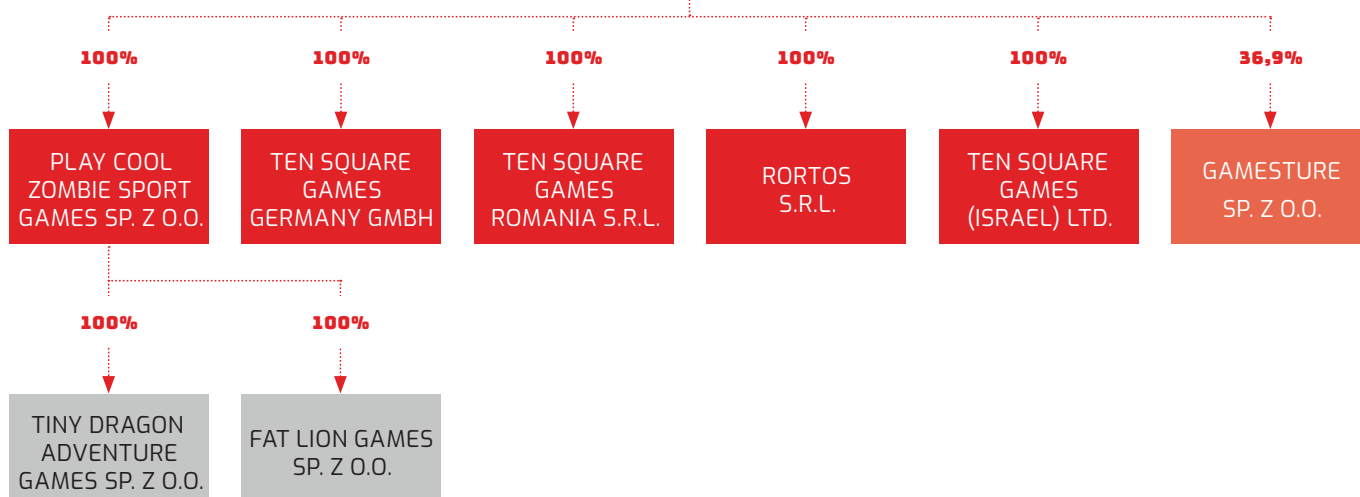 100%
100%
100%
100%
100%
36,9%
PLAY COOL
ZOMBIE SPORT
GAMES SP. Z O.O.
TEN SQUARE
GAMES
GERMANY GMBH
TEN SQUARE
GAMES
ROMANIA S.R.L.
RORTOS
S.R.L.
TEN SQUARE
GAMES
(ISRAEL) LTD.
GAMESTURE
SP. Z O.O.
100%
100%
TINY DRAGON
ADVENTURE
GAMES SP. Z O.O.
FAT LION GAMES
SP. Z O.O.